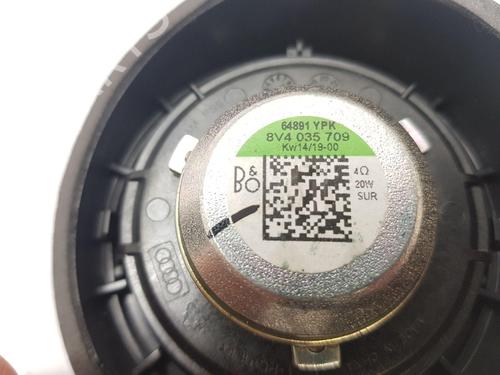 64891 YPK
8V4 035 709
Kw14/19-00
B&O
4Ω
20W
SUR